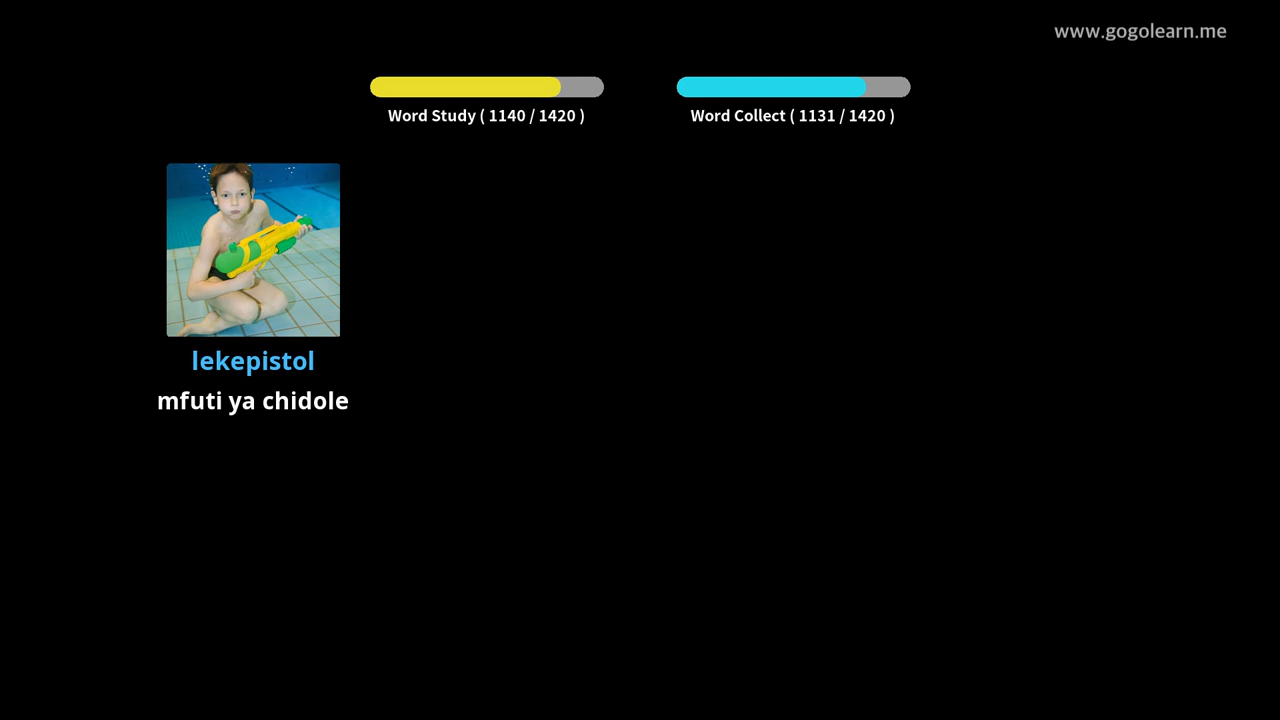 www.gogolearn.me
Word Study ( 1140 / 1420 )
Word Collect ( 1131 / 1420 )
lekepistol
mfuti ya chidole